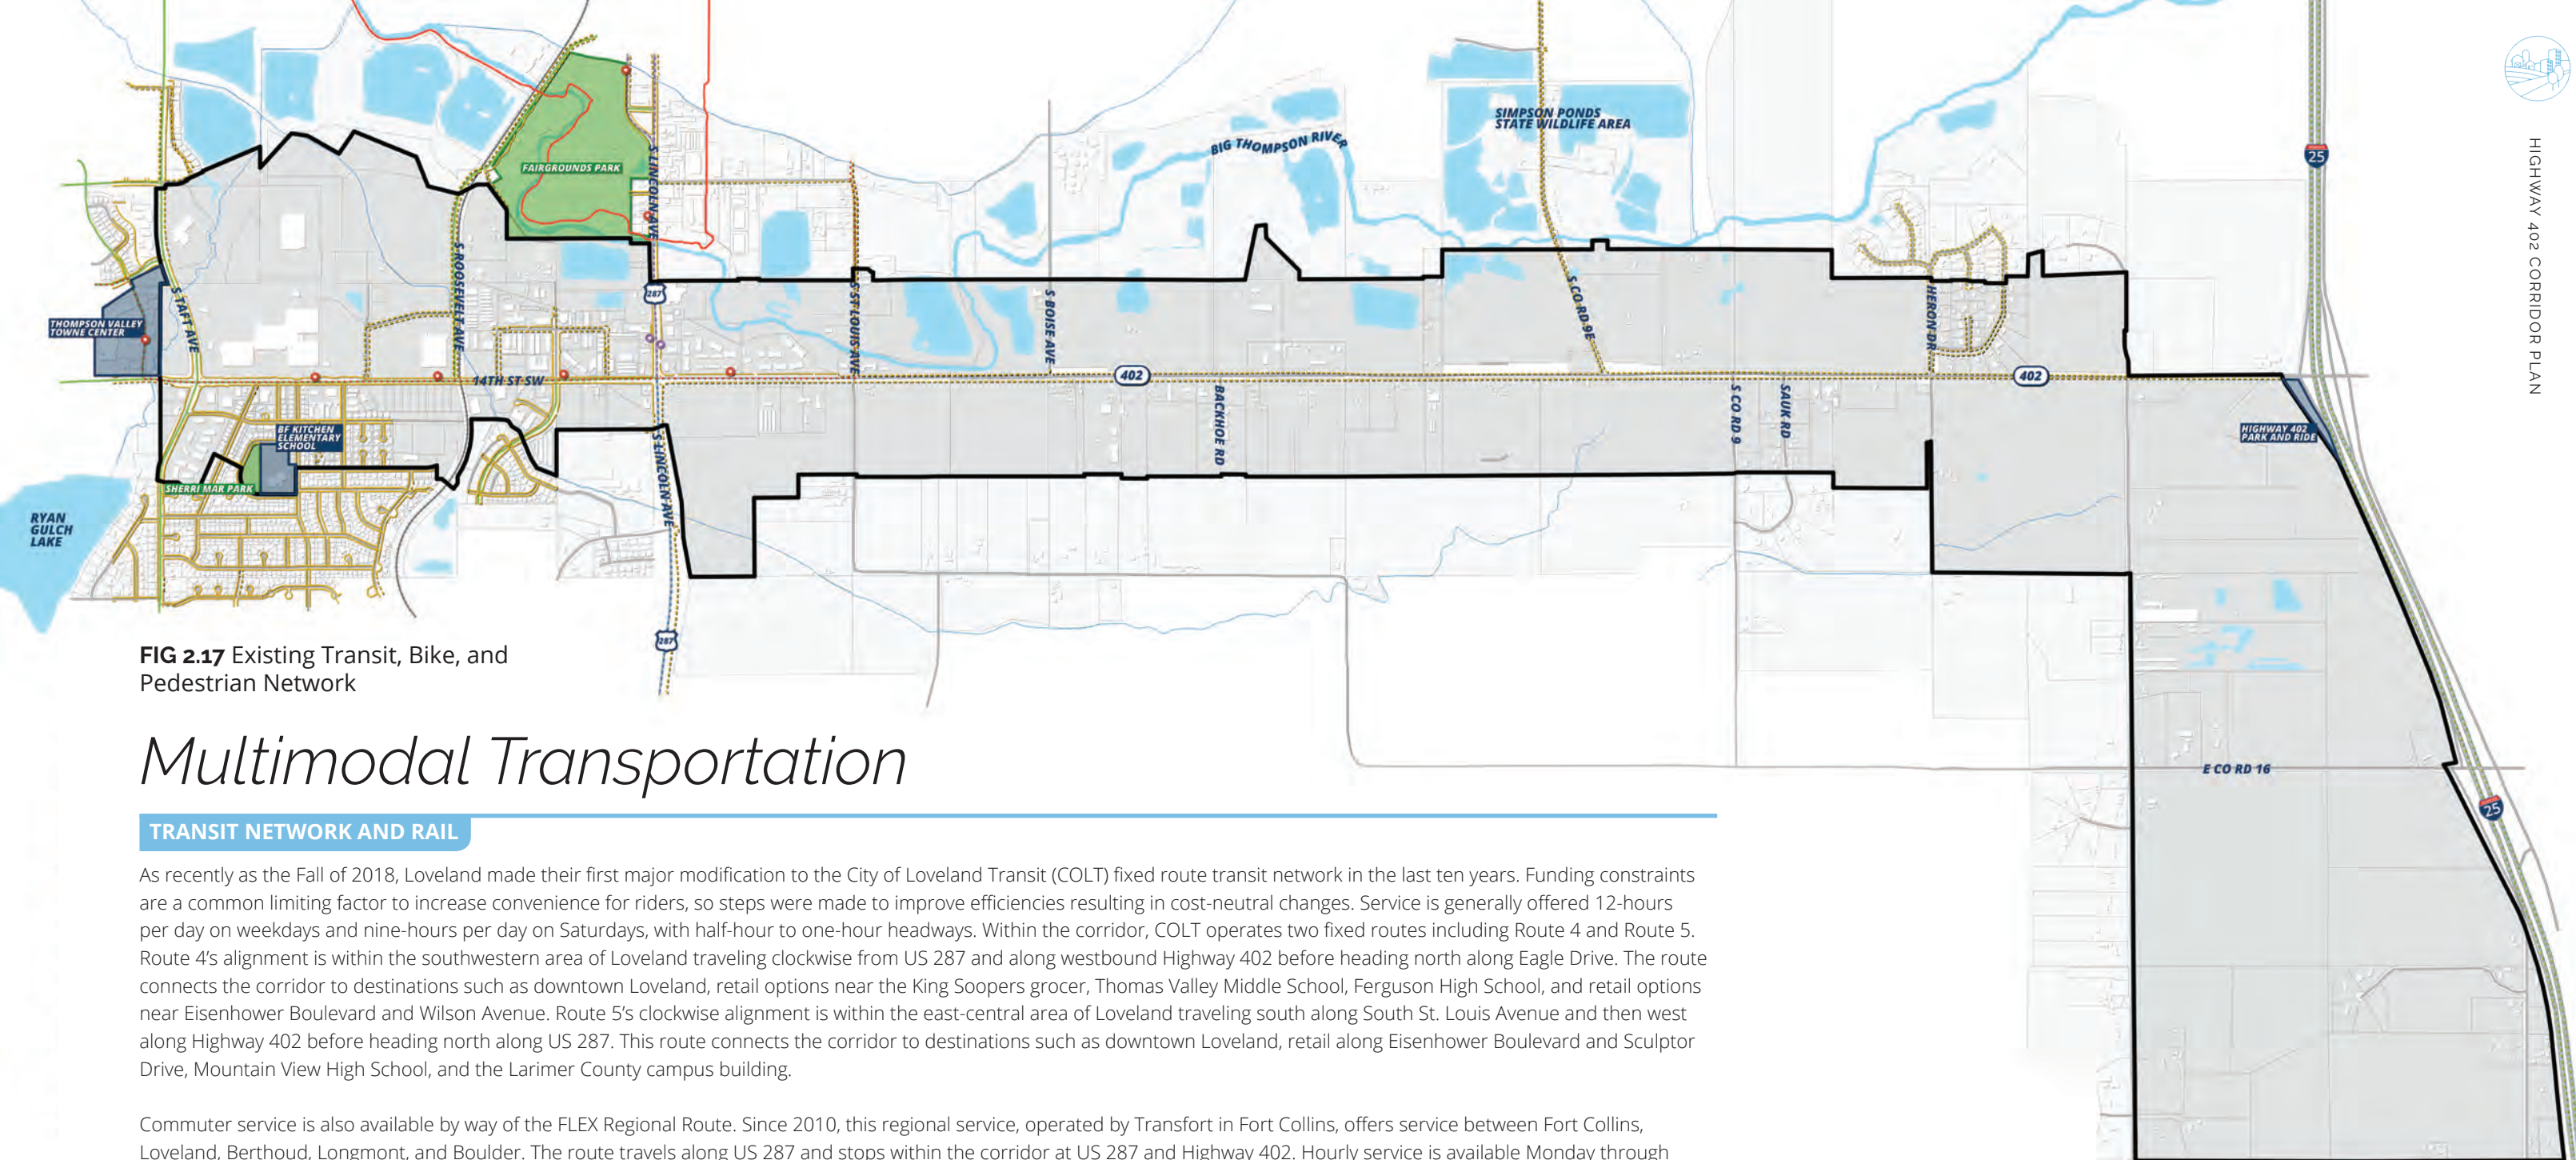 SIMPSON PONDS
STATE WILDLIFE AREA
BIG THOMPSON RIVER
25
FAIRGROUNDS PARK
S LINCOLN AVE
S ROOSEVELT AVE
S TAFT AVE
THOMPSON VALLEY
TOWNE CENTER
287
S ST LOUIS AVE
S BOISE AVE
S CO RD 9E
HERON DR
14TH ST SW
402
402
BACKHOE RD
S CO RD 9
SAUK RD
HIGHWAY 402
PARK AND RIDE
BF KITCHEN
ELEMENTARY
SCHOOL
SHERRI MAR PARK
S LINCOLN AVE
RYAN
GULCH
LAKE
287
E CO RD 16
25
HIGHWAY 402 CORRIDOR PLAN
FIG 2.17 Existing Transit, Bike, and
Pedestrian Network
Multimodal Transportation
TRANSIT NETWORK AND RAIL
As recently as the Fall of 2018, Loveland made their first major modification to the City of Loveland Transit (COLT) fixed route transit network in the last ten years. Funding constraints
are a common limiting factor to increase convenience for riders, so steps were made to improve efficiencies resulting in cost-neutral changes. Service is generally offered 12-hours
per day on weekdays and nine-hours per day on Saturdays, with half-hour to one-hour headways. Within the corridor, COLT operates two fixed routes including Route 4 and Route 5.
Route 4's alignment is within the southwestern area of Loveland traveling clockwise from US 287 and along westbound Highway 402 before heading north along Eagle Drive. The route
connects the corridor to destinations such as downtown Loveland, retail options near the King Soopers grocer, Thomas Valley Middle School, Ferguson High School, and retail options
near Eisenhower Boulevard and Wilson Avenue. Route 5's clockwise alignment is within the east-central area of Loveland traveling south along South St. Louis Avenue and then west
along Highway 402 before heading north along US 287. This route connects the corridor to destinations such as downtown Loveland, retail along Eisenhower Boulevard and Sculptor
Drive, Mountain View High School, and the Larimer County campus building.
Commuter service is also available by way of the FLEX Regional Route. Since 2010, this regional service, operated by Transfort in Fort Collins, offers service between Fort Collins,
Loveland, Berthoud, Longmont, and Boulder. The route travels along US 287 and stops within the corridor at US 287 and Highway 402. Hourly service is available Monday through